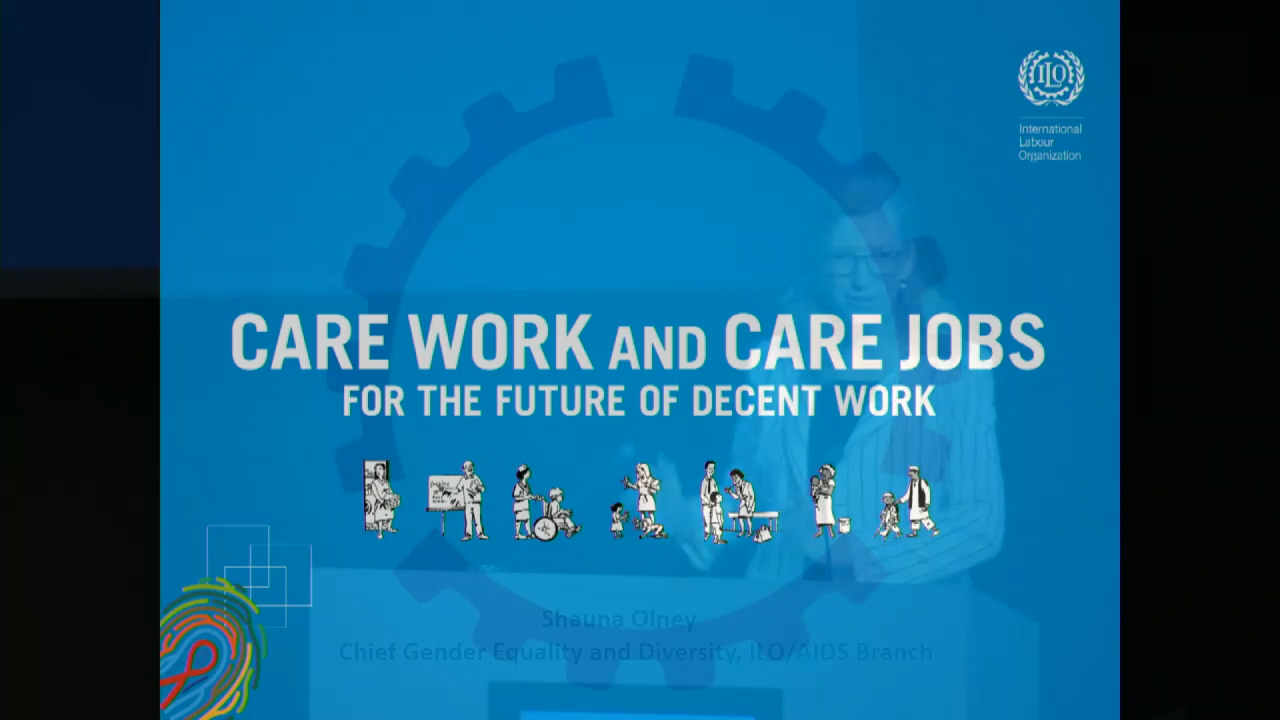 ILO
International
Labour
Organization
CARE WORK AND CARE JOBS
FOR THE FUTURE OF DECENT WORK
Shauna Olney
Chief Gender Equality and Diversity, ILO/AIDS Branch